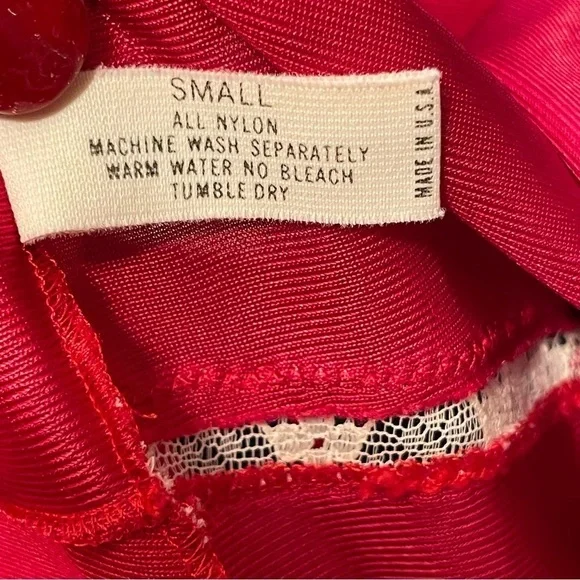 SMALL
ALL NYLON
MACHINE WASH SEPARATELY
WARM WATER NO BLEACH
TUMBLE DRY
MADE IN U.S.A.